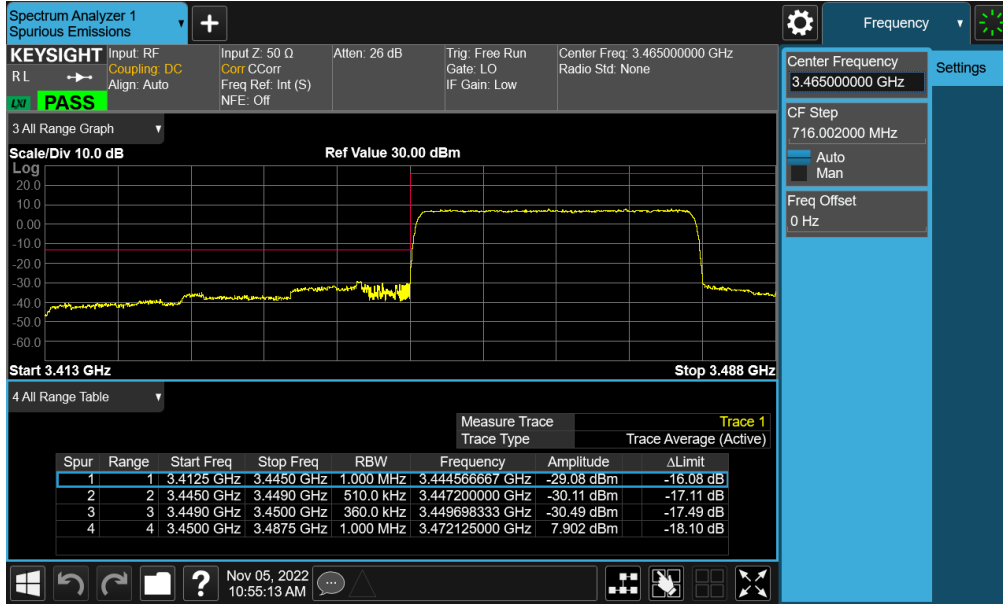 Spectrum Analyzer 1
Spurious Emissions
Frequency
KEYSIGHT
RL
LXI
PASS
Input: RF
Coupling: DC
Align: Auto
Input Z: 50 Ω
Corr CCorr
Freq Ref: Int (S)
NFE: Off
Atten: 26 dB
Trig: Free Run
Gate: LO
IF Gain: Low
Center Freq: 3.465000000 GHz
Radio Std: None
Center Frequency
3.465000000 GHz
Settings
CF Step
716.002000 MHz
Auto
Man
Freq Offset
0 Hz
3 All Range Graph
Scale/Div 10.0 dB
Ref Value 30.00 dBm
Log
20.0
10.0
0.00
-10.0
-20.0
-30.0
-40.0
-50.0
-60.0
Start 3.413 GHz
Stop 3.488 GHz
4 All Range Table
Measure Trace Trace 1
Trace Type Trace Average (Active)
Spur Range Start Freq Stop Freq RBW Frequency Amplitude ΔLimit
1 1 3.4125 GHz 3.4450 GHz 1.000 MHz 3.444566667 GHz -29.08 dBm -16.08 dB
2 2 3.4450 GHz 3.4490 GHz 510.0 kHz 3.447200000 GHz -30.11 dBm -17.11 dB
3 3 3.4490 GHz 3.4500 GHz 360.0 kHz 3.449698333 GHz -30.49 dBm -17.49 dB
4 4 3.4500 GHz 3.4875 GHz 1.000 MHz 3.472125000 GHz 7.902 dBm -18.10 dB
?
Nov 05, 2022
10:55:13 AM